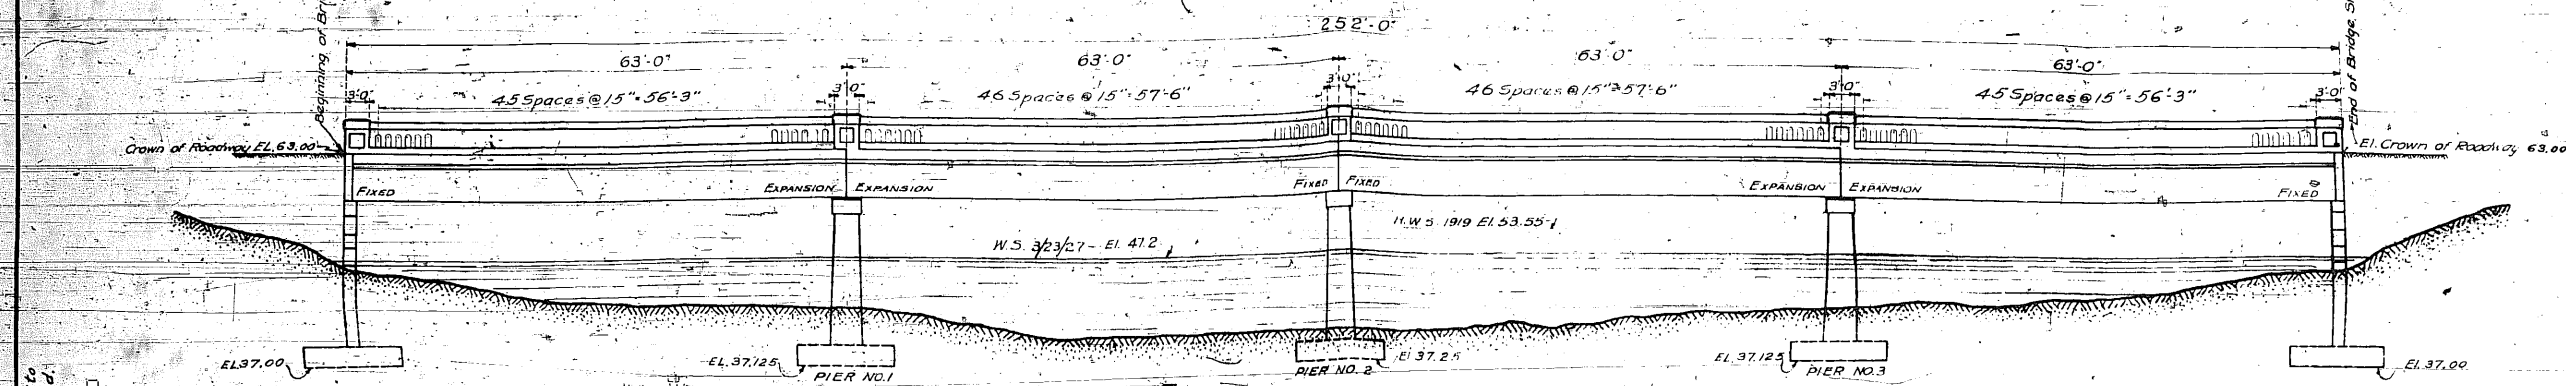 252'-0"
63'-0"
63'-0"
63'-0"
63'-0"
3'-0"
45 Spaces @ 15" = 56'-3"
3'-0"
46 Spaces @ 15" = 57'-6"
3'-0"
46 Spaces @ 15" = 57'-6"
3'-0"
45 Spaces @ 15" = 56'-3"
3'-0"
Beginning of
End of Bridge
Crown of Roadway El. 63.00
El. Crown of Roadway 63.00
FIXED
EXPANSION
EXPANSION
FIXED
FIXED
EXPANSION
EXPANSION
FIXED
H.W.S. 1919 El. 53.55
W.S. 3/23/27 - El. 47.2
El. 37.00
El. 37.125
PIER NO. 1
PIER NO. 2
El. 37.25
El. 37.125
PIER NO. 3
El. 37.00
to